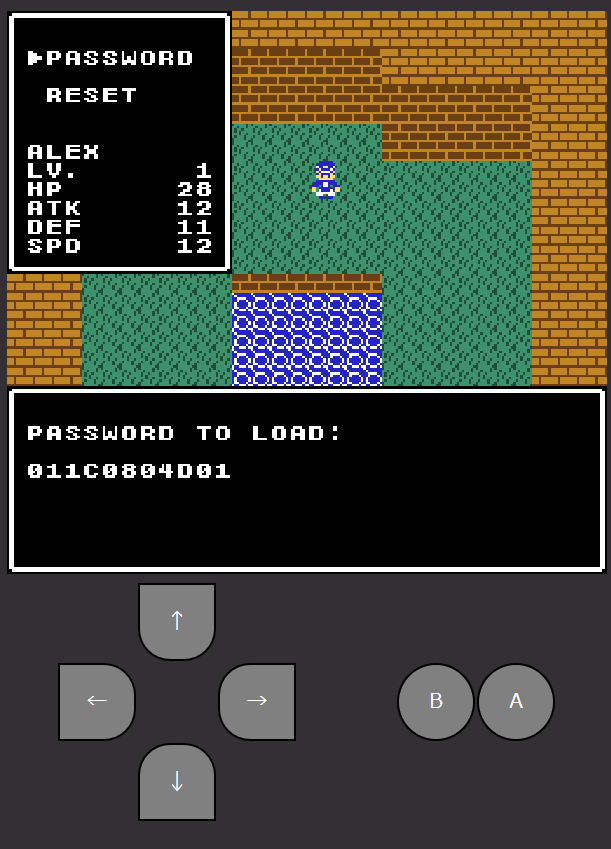 ▶PASSWORD
RESET
ALEX
LV. 1
HP 28
ATK 12
DEF 11
SPD 12
PASSWORD TO LOAD:
011C0804D01
↑
← →
B A
↓